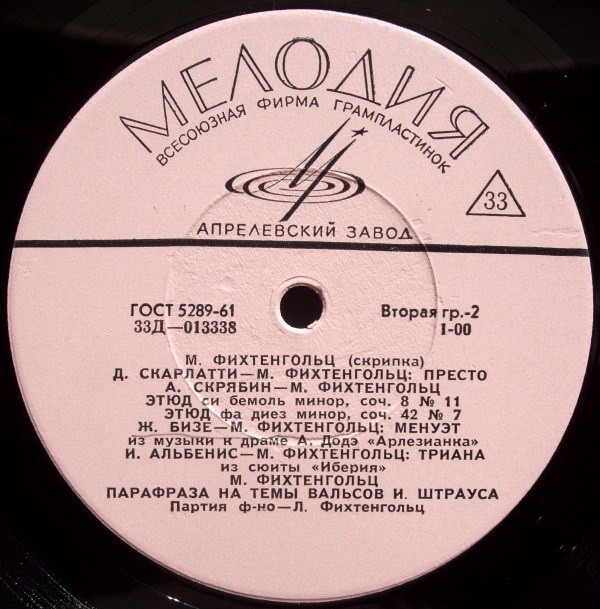 МЕЛОДИЯ
ВСЕСОЮЗНАЯ ФИРМА ГРАМПЛАСТИНОК
33
АПРЕЛЕВСКИЙ ЗАВОД
ГОСТ 5289-61 Вторая гр.-2
33Д—013338 1-00
М. ФИХТЕНГОЛЬЦ (скрипка)
Д. СКАРЛАТТИ—М. ФИХТЕНГОЛЬЦ: ПРЕСТО
А. СКРЯБИН—М. ФИХТЕНГОЛЬЦ
ЭТЮД си бемоль минор, соч. 8 № 11
ЭТЮД фа диез минор, соч. 42 № 7
Ж. БИЗЕ—М. ФИХТЕНГОЛЬЦ: МЕНУЭТ
из музыки к драме А. Додэ «Арлезианка»
И. АЛЬБЕНИС—М. ФИХТЕНГОЛЬЦ: ТРИАНА
из сюиты «Иберия»
М. ФИХТЕНГОЛЬЦ
ПАРАФРАЗА НА ТЕМЫ ВАЛЬСОВ И. ШТРАУСА
Партия ф-но—Л. Фихтенгольц